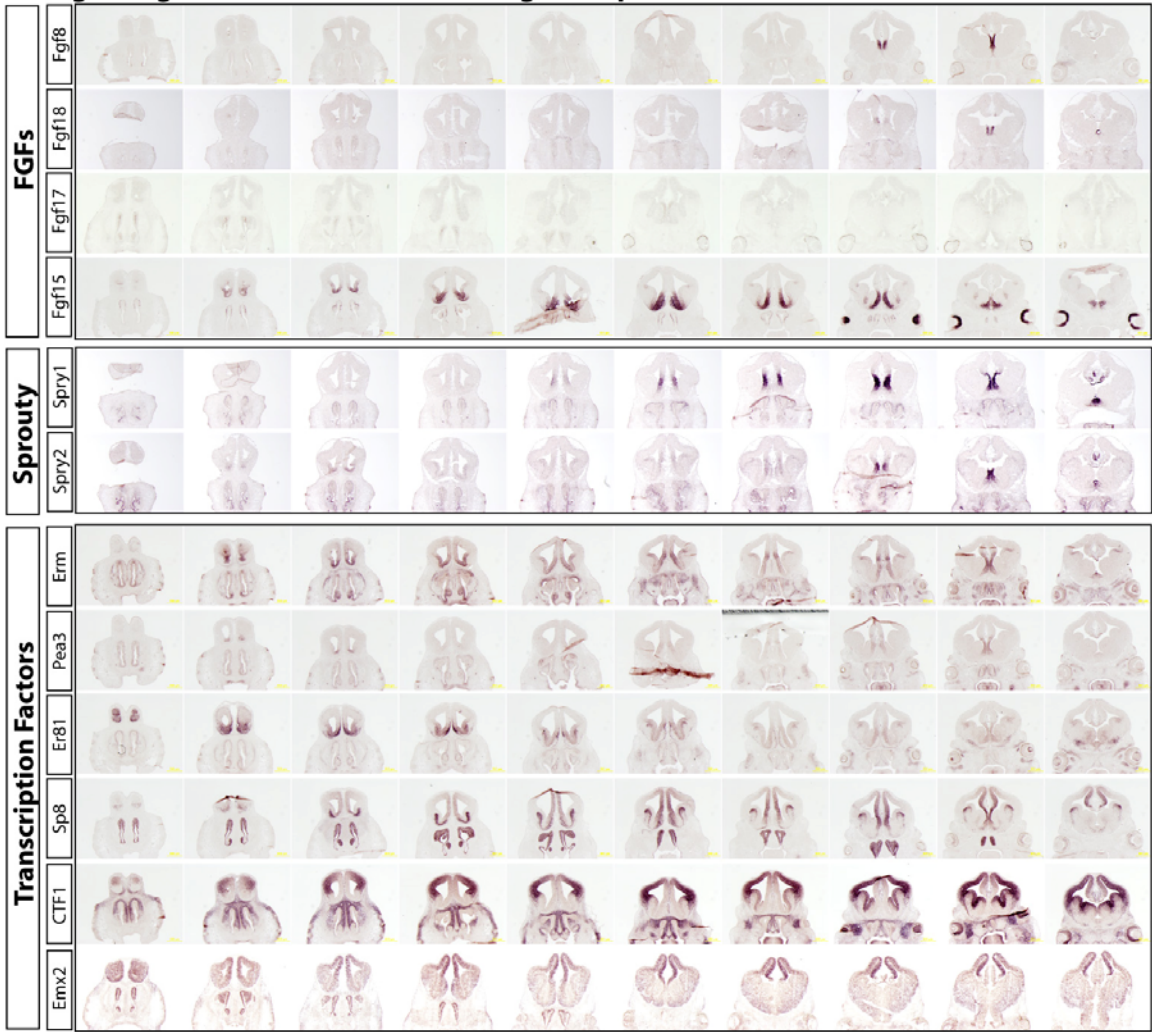 FGFs
Fgf8
Fgf18
Fgf17
Fgf15
Sprouty
Spry1
Spry2
Transcription Factors
Erm
Pea3
Er81
Sp8
CTF1
Emx2